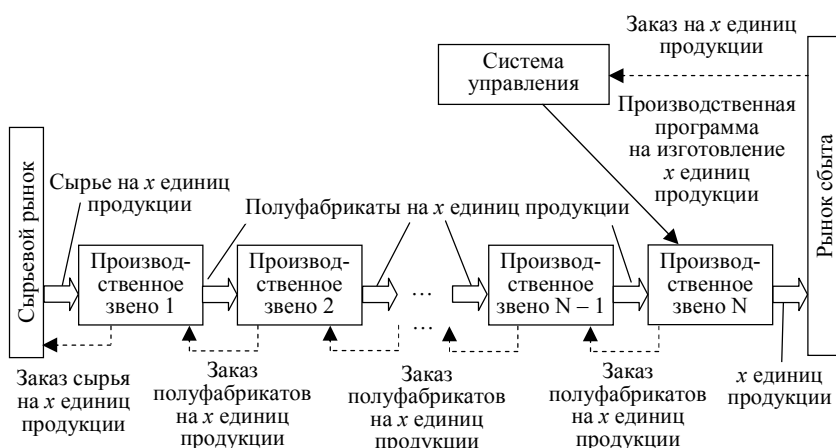 Заказ на x единиц
продукции
Система
управления
Производственная
программа
на изготовление
x единиц
продукции
Рынок сбыта
Сырьевой рынок
Сырье на x единиц
продукции
Полуфабрикаты на x единиц продукции
Производ-
ственное
звено 1
Производ-
ственное
звено 2
...
...
Производ-
ственное
звено N – 1
Производ-
ственное
звено N
Заказ сырья
на x единиц
продукции
Заказ
полуфабрикатов
на x единиц
продукции
Заказ
полуфабрикатов
на x единиц
продукции
Заказ
полуфабрикатов
на x единиц
продукции
x единиц
продукции